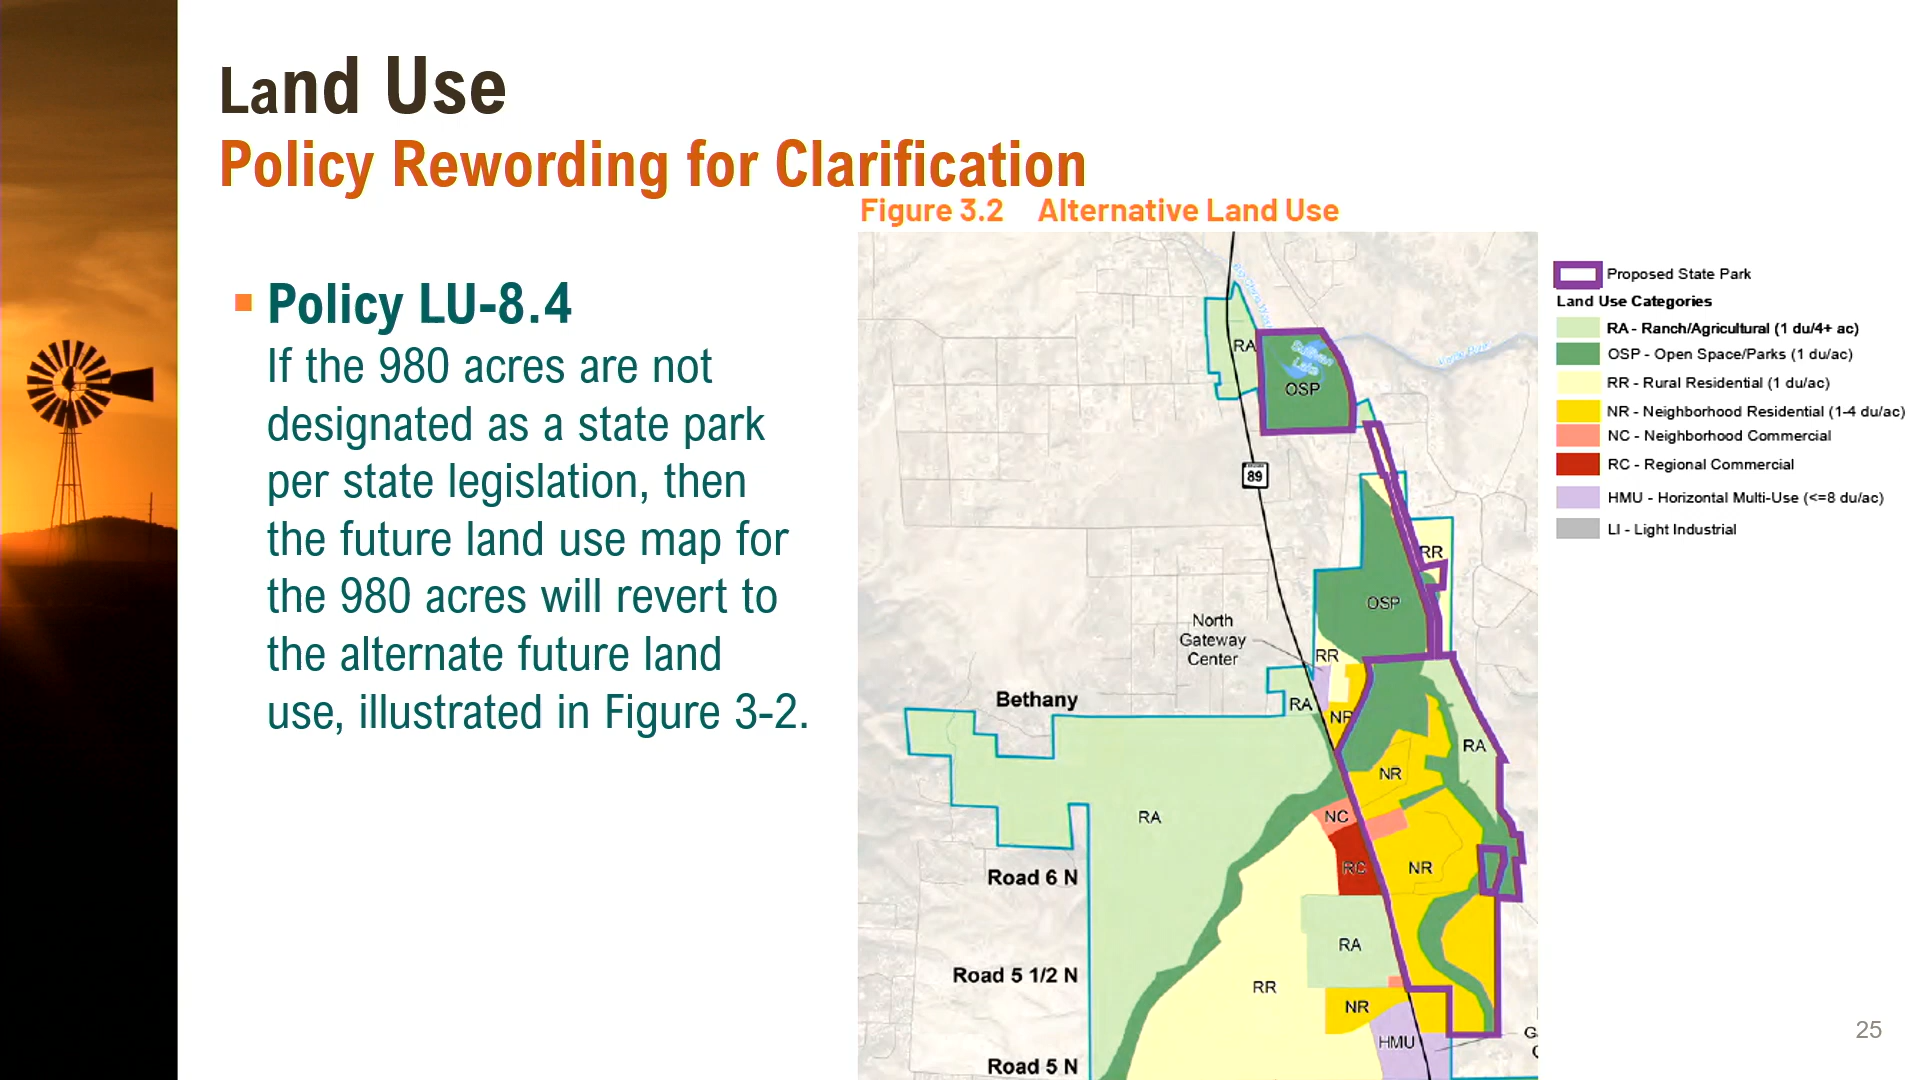 Land Use
Policy Rewording for Clarification
Figure 3.2 Alternative Land Use
Policy LU-8.4
If the 980 acres are not
designated as a state park
per state legislation, then
the future land use map for
the 980 acres will revert to
the alternate future land
use, illustrated in Figure 3-2.
Proposed State Park
Land Use Categories
RA - Ranch/Agricultural (1 du/4+ ac)
OSP - Open Space/Parks (1 du/ac)
RR - Rural Residential (1 du/ac)
NR - Neighborhood Residential (1-4 du/ac)
NC - Neighborhood Commercial
RC - Regional Commercial
HMU - Horizontal Multi-Use (<=8 du/ac)
LI - Light Industrial
RA
Sullivan
Lake
OSP
89
RR
OSP
North
Gateway
Center
RR
Bethany
RA
NR
RA
NR
RA
NC
RC
NR
Road 6 N
RA
Road 5 1/2 N
RR
NR
HMU
Road 5 N
25